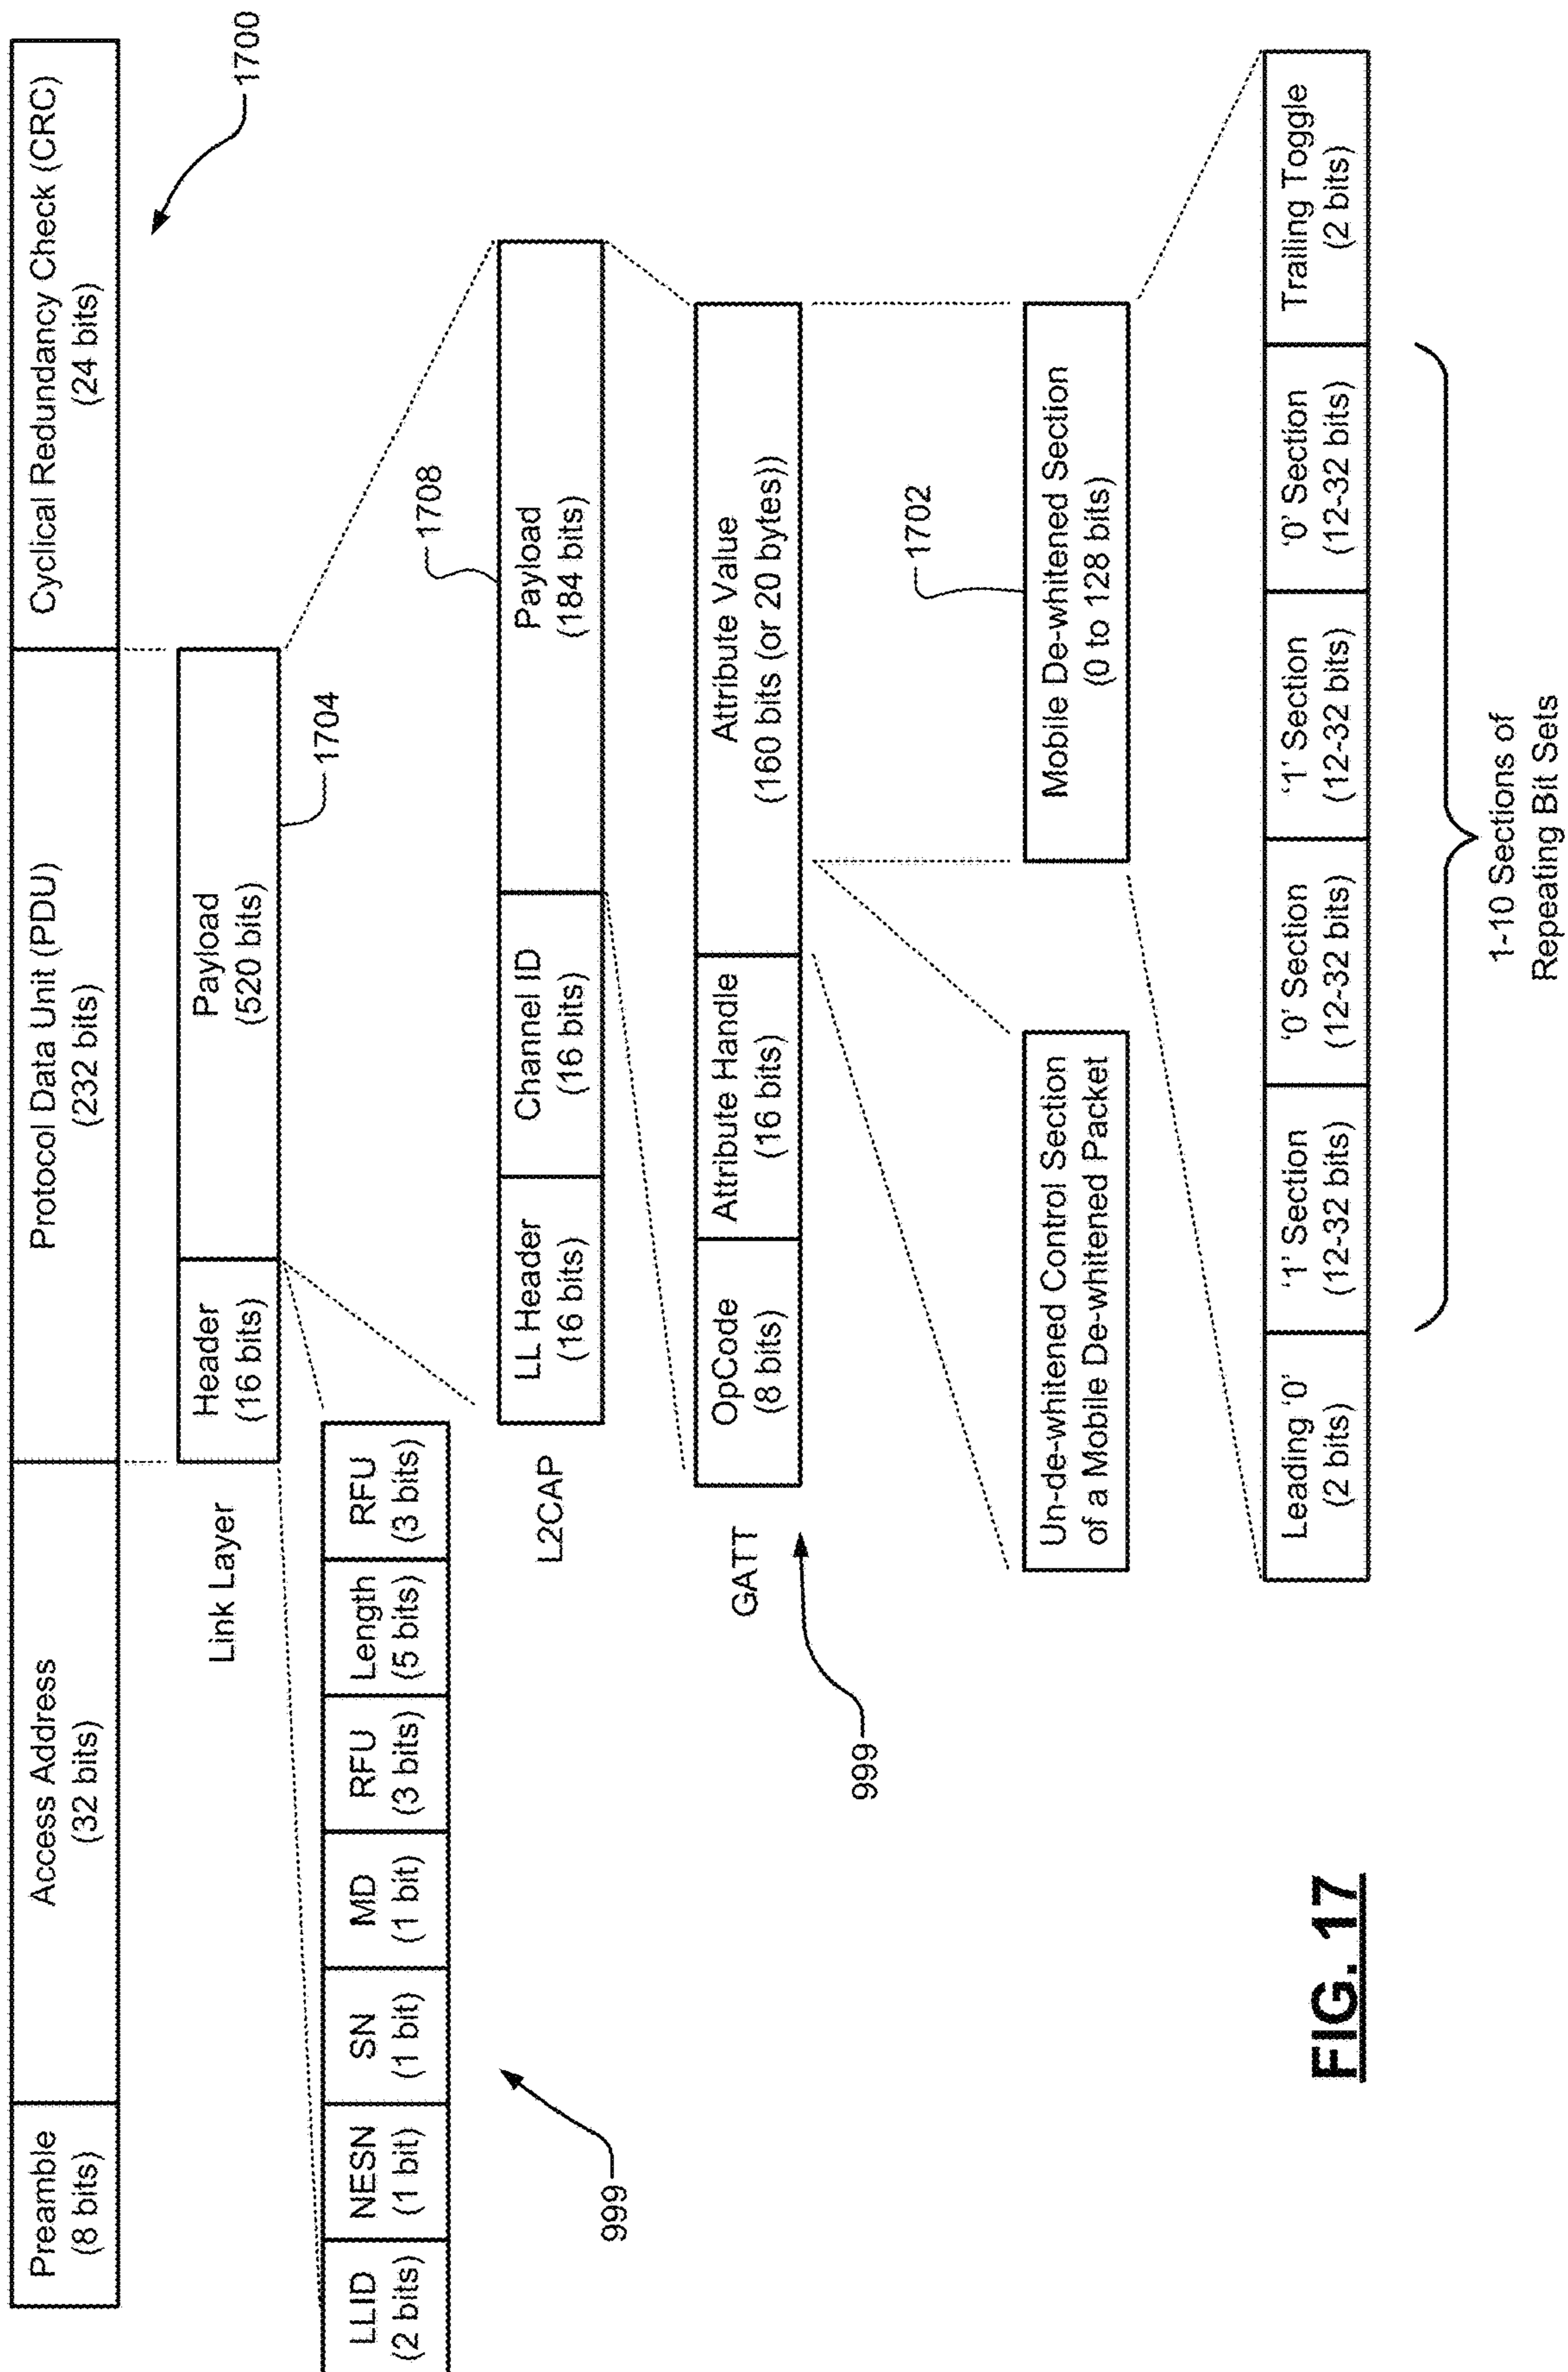 Preamble
(8 bits)
Access Address
(32 bits)
Protocol Data Unit (PDU)
(232 bits)
Cyclical Redundancy Check (CRC)
(24 bits)
1700
Link Layer
Header
(16 bits)
Payload
(520 bits)
1704
LLID
(2 bits)
NESN
(1 bit)
SN
(1 bit)
MD
(1 bit)
RFU
(3 bits)
Length
(5 bits)
RFU
(3 bits)
999
L2CAP
LL Header
(16 bits)
Channel ID
(16 bits)
Payload
(184 bits)
1708
GATT
999
OpCode
(8 bits)
Attribute Handle
(16 bits)
Attribute Value
(160 bits (or 20 bytes))
1702
Un-de-whitened Control Section
of a Mobile De-whitened Packet
Mobile De-whitened Section
(0 to 128 bits)
Leading '0'
(2 bits)
'1' Section
(12-32 bits)
'0' Section
(12-32 bits)
'1' Section
(12-32 bits)
'0' Section
(12-32 bits)
Trailing Toggle
(2 bits)
1-10 Sections of
Repeating Bit Sets
FIG. 17